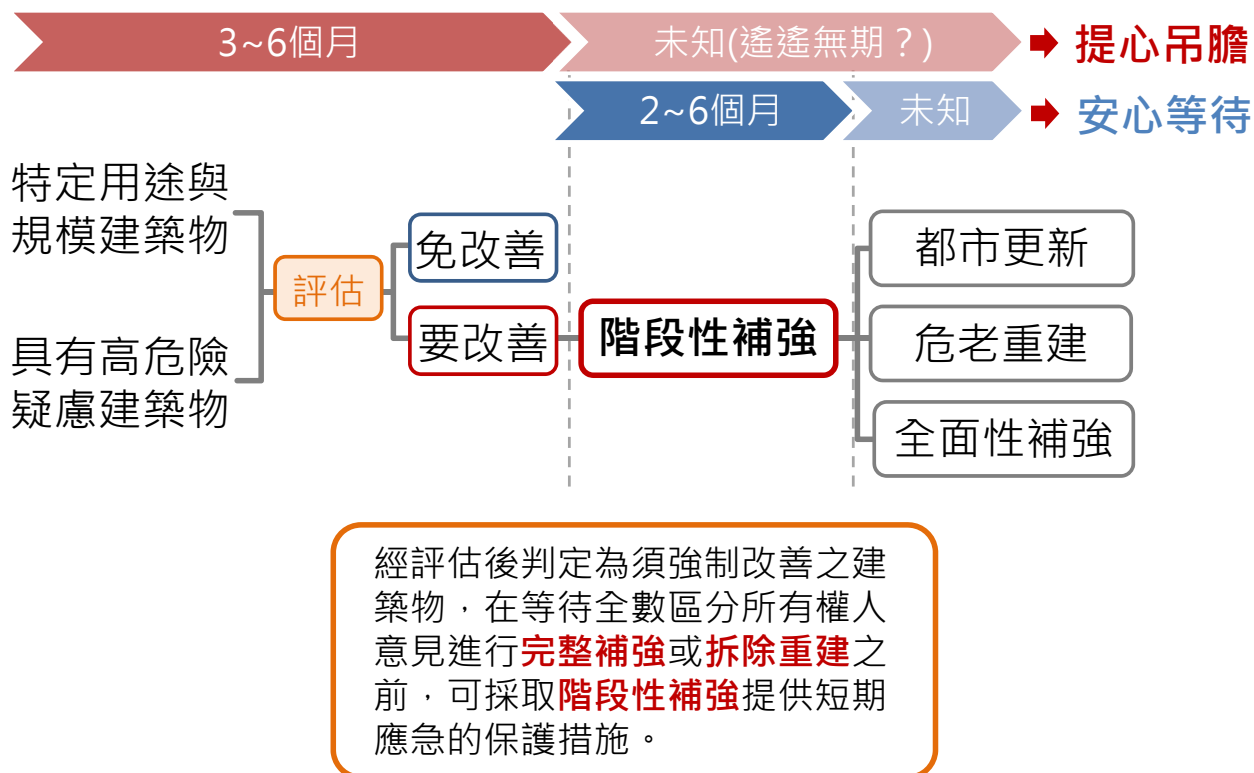 3~6個月
未知(遙遙無期？)
提心吊膽
2~6個月
未知
安心等待
特定用途與
規模建築物
具有高危險
疑慮建築物
評估
免改善
要改善
階段性補強
都市更新
危老重建
全面性補強
經評估後判定為須強制改善之建
築物，在等待全數區分所有權人
意見進行完整補強或拆除重建之
前，可採取階段性補強提供短期
應急的保護措施。